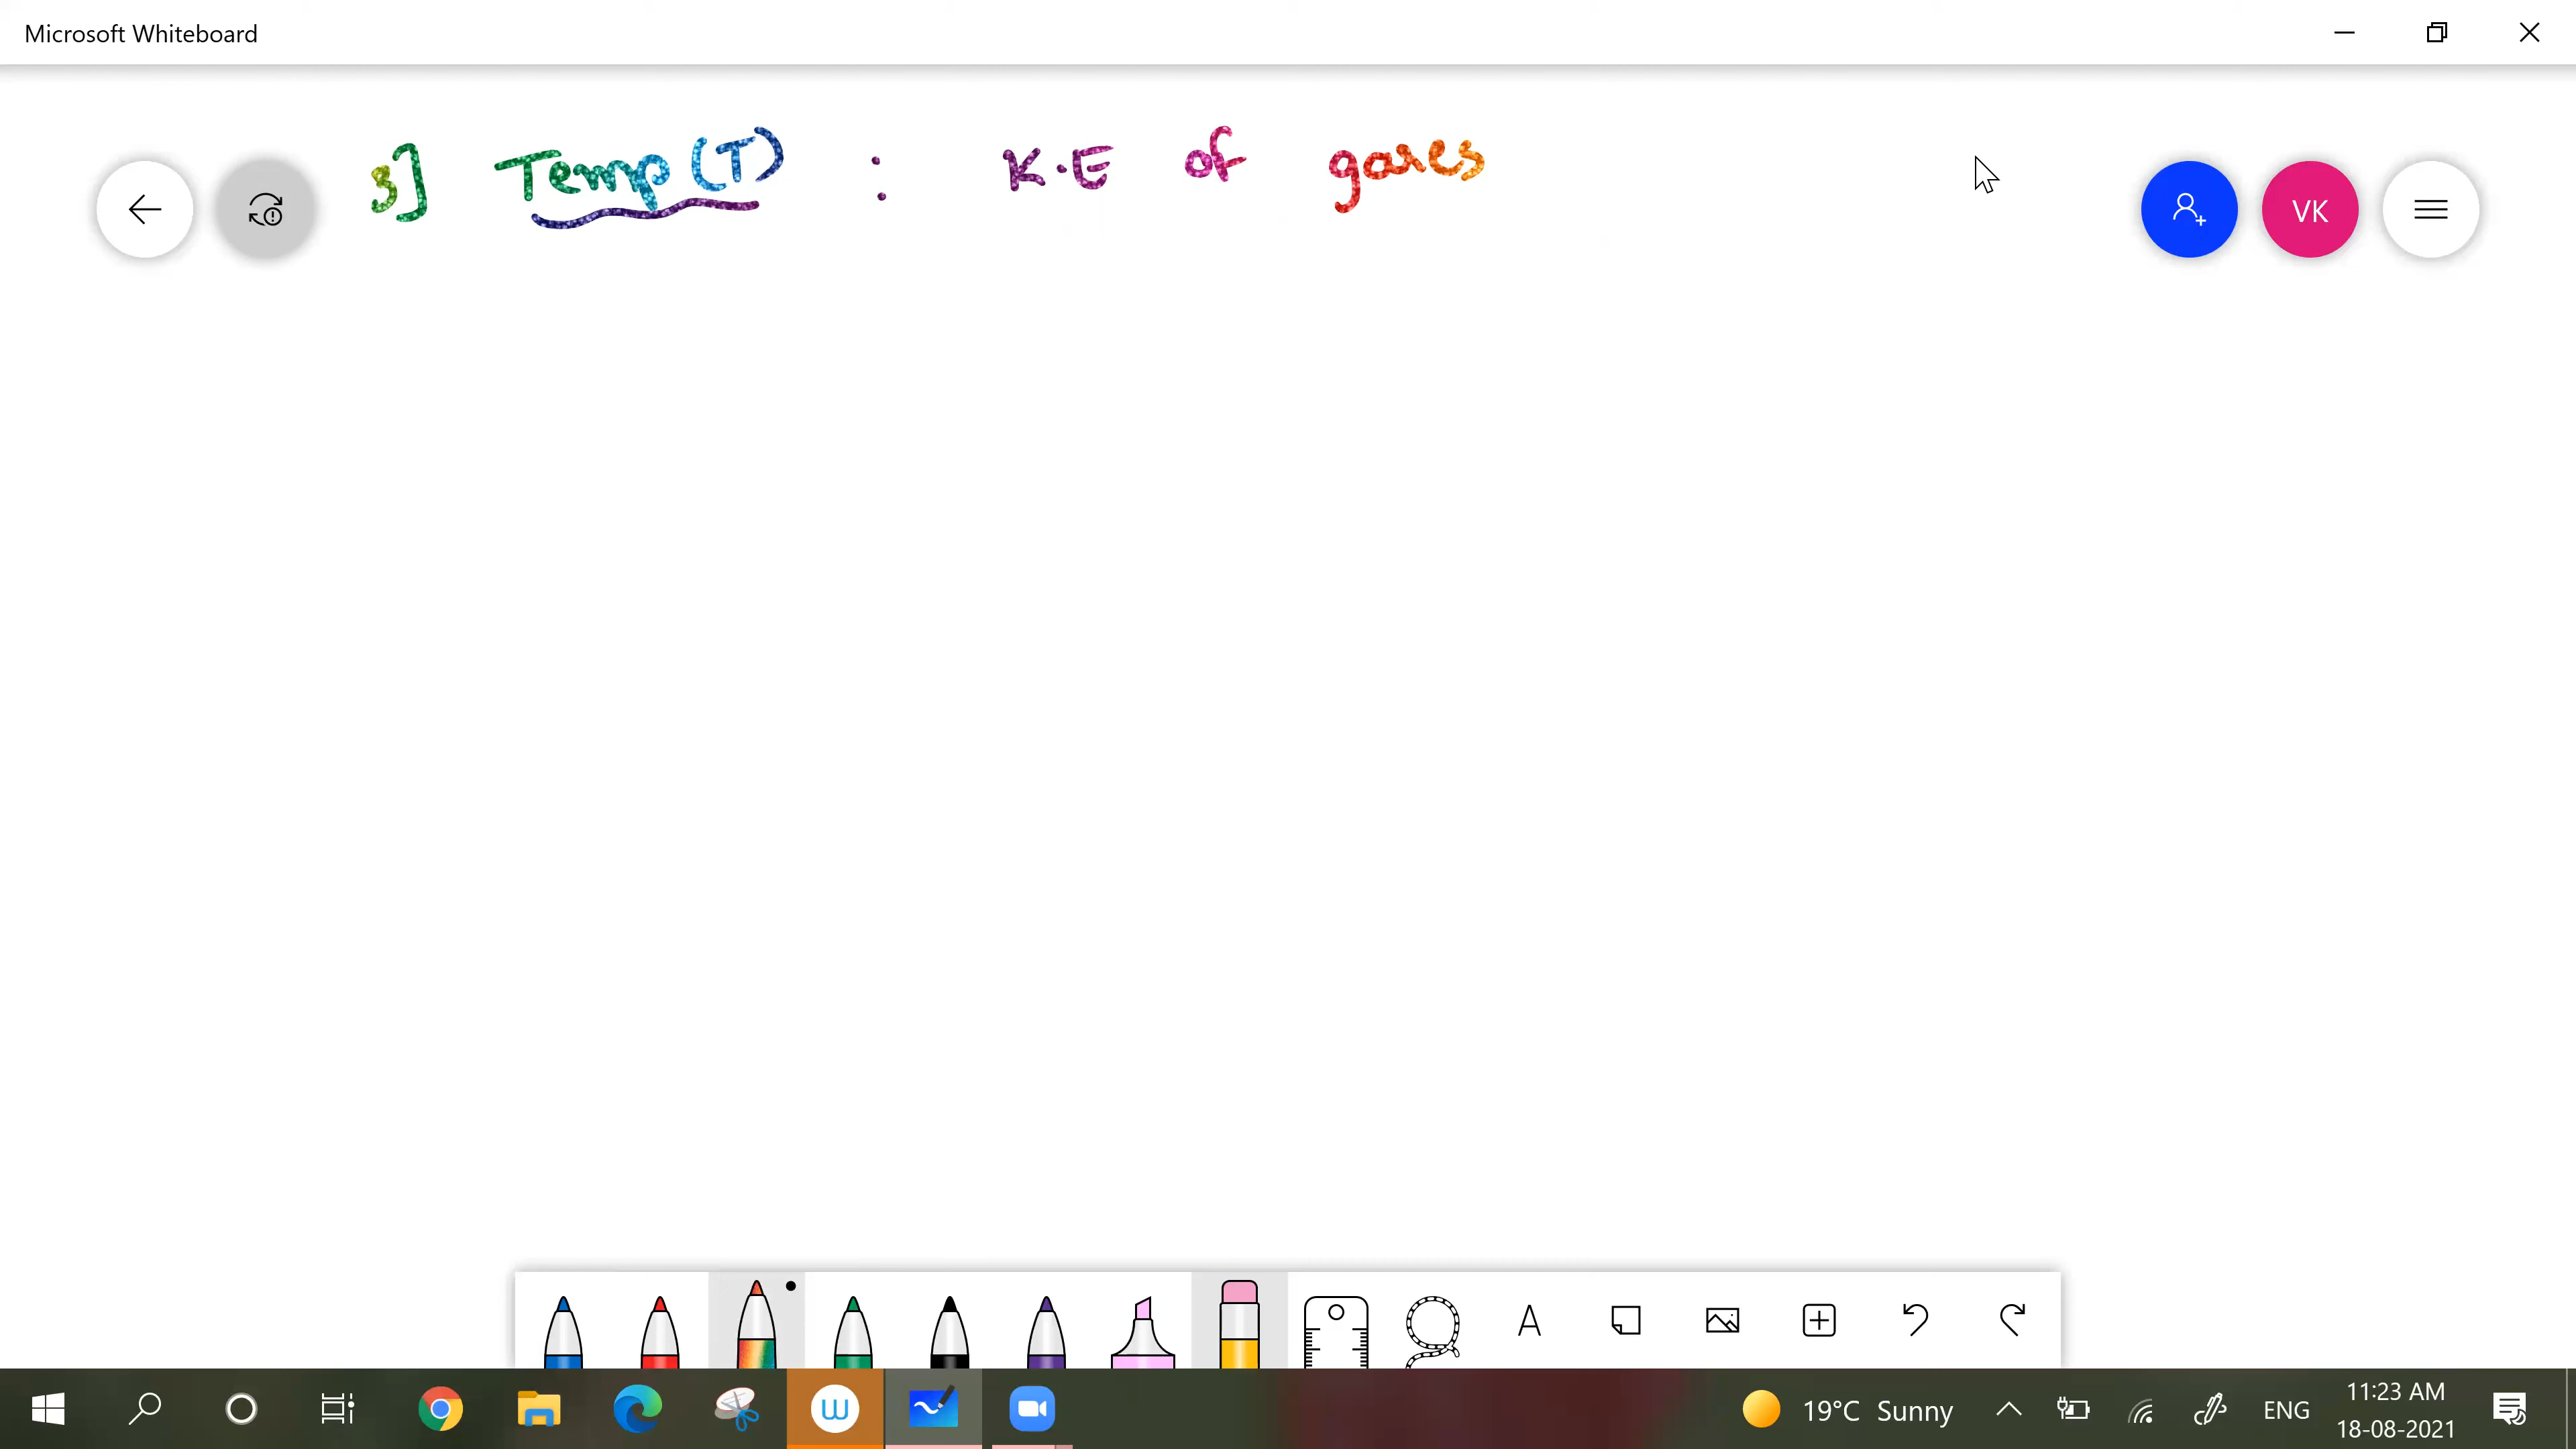 Microsoft Whiteboard
3] Temp (T) : K.E of gases
VK
A
W
19°C Sunny
ENG
11:23 AM
18-08-2021